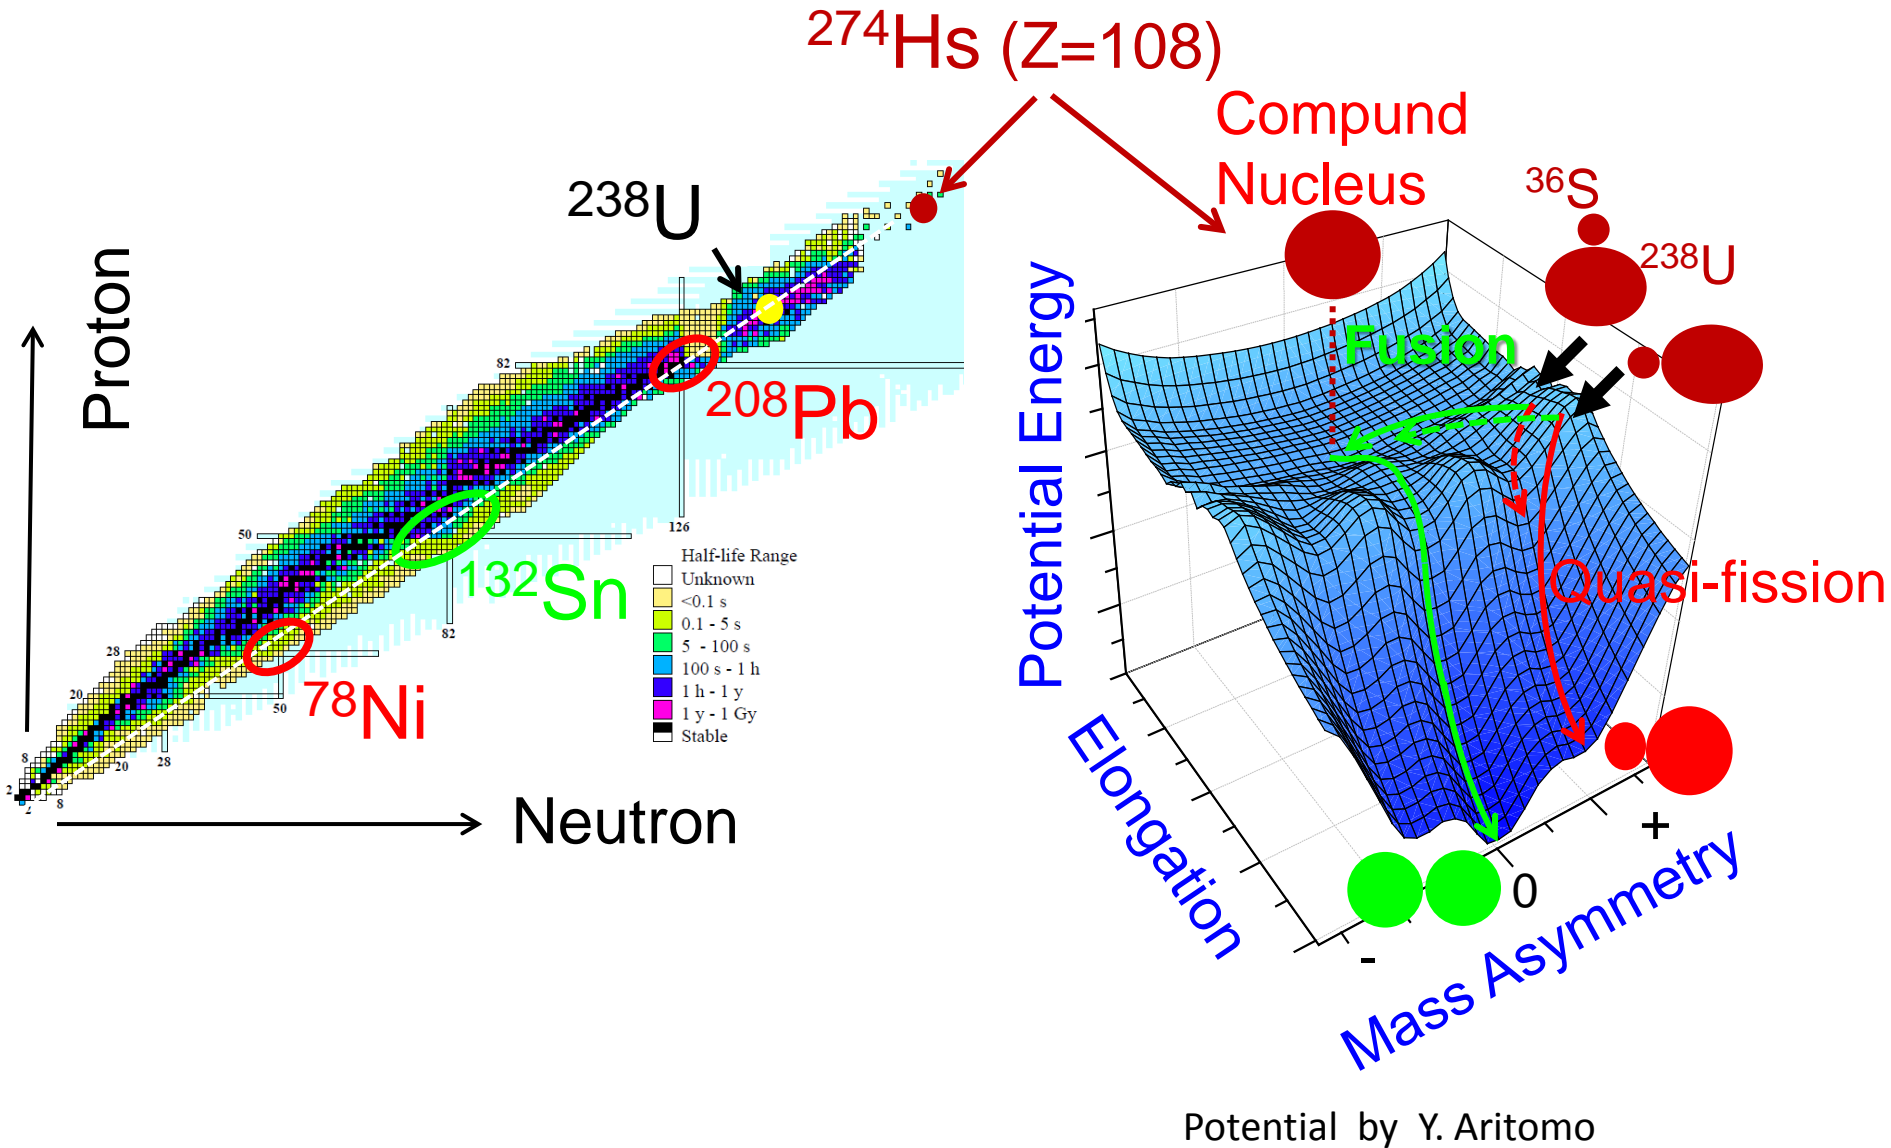 274Hs (Z=108)
Compund
Nucleus
36S
238U
238U
Proton
Potential Energy
Fusion
82
208Pb
126
50
Half-life Range
Unknown
<0.1 s
0.1 - 5 s
5 - 100 s
100 s - 1 h
1 h - 1 y
1 y - 1 Gy
Stable
132Sn
82
Quasi-fission
28
78Ni
50
20
8
20
28
2
2
8
Neutron
Elongation
+
0
-
Mass Asymmetry
Potential by Y. Aritomo